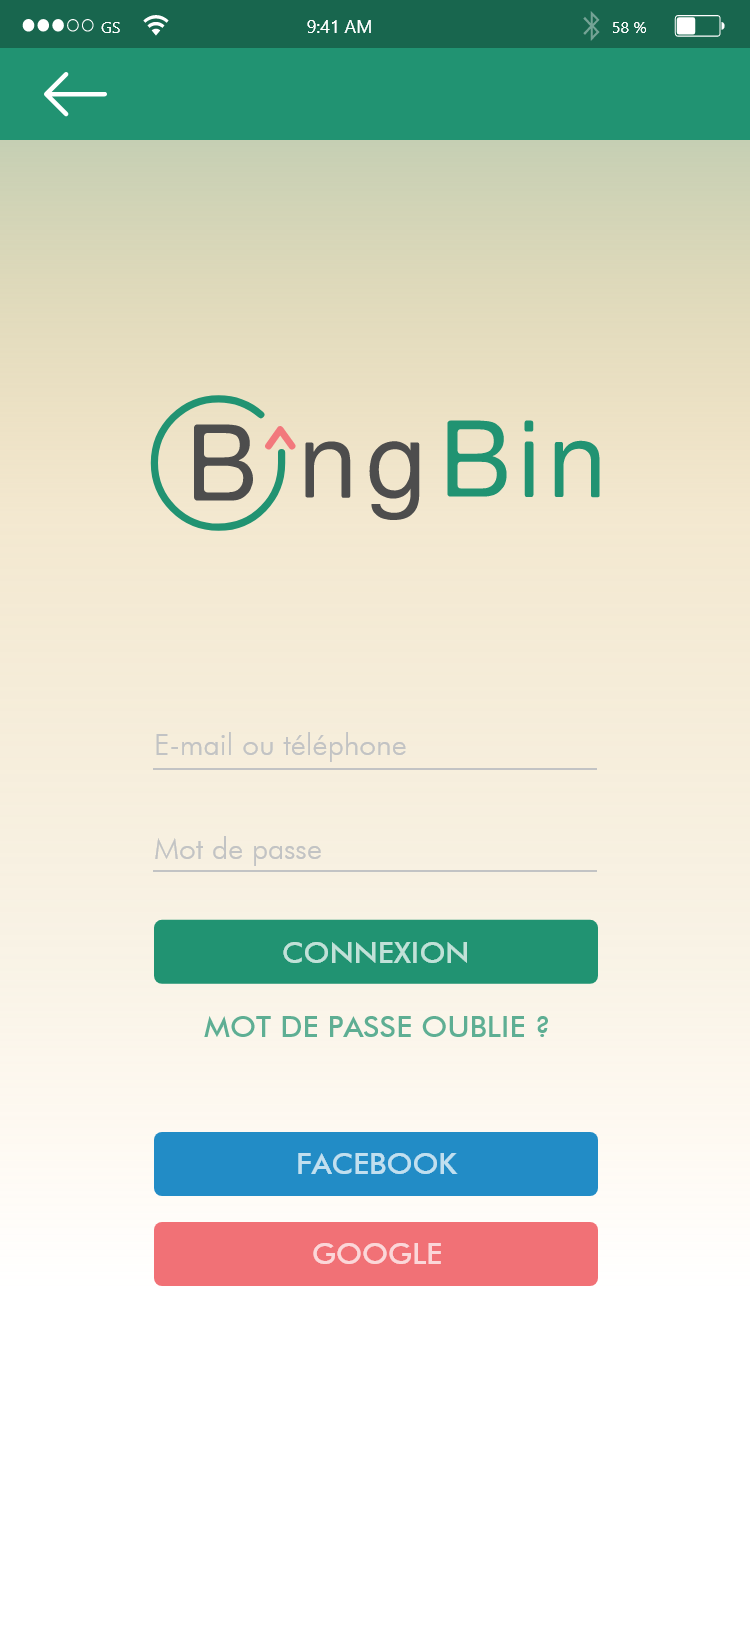 GS 9:41 AM 58 %
BingBin
E-mail ou téléphone
Mot de passe
CONNEXION
MOT DE PASSE OUBLIE ?
FACEBOOK
GOOGLE